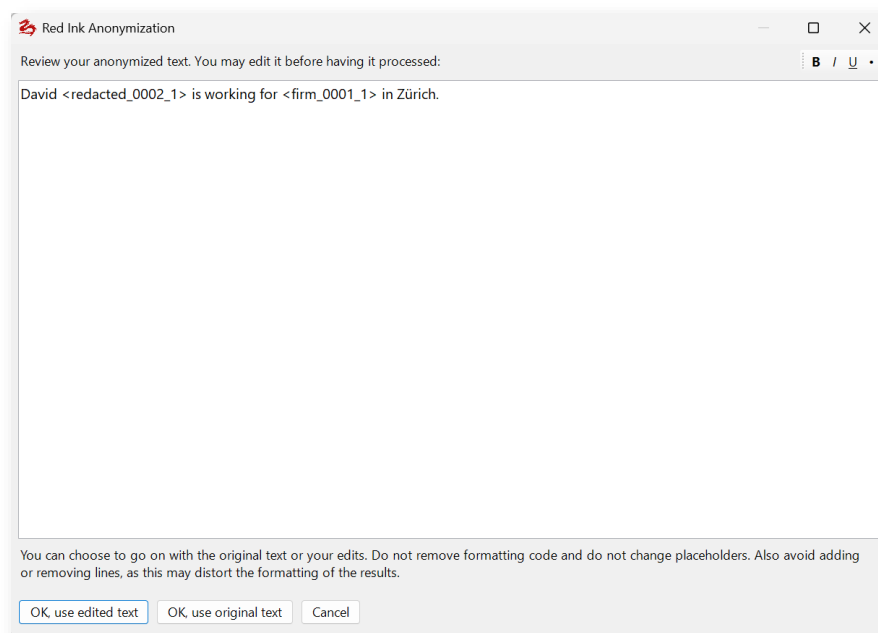 Red Ink Anonymization
Review your anonymized text. You may edit it before having it processed:
B I U
David <redacted_0002_1> is working for <firm_0001_1> in Zürich.
You can choose to go on with the original text or your edits. Do not remove formatting code and do not change placeholders. Also avoid adding
or removing lines, as this may distort the formatting of the results.
OK, use edited text
OK, use original text
Cancel